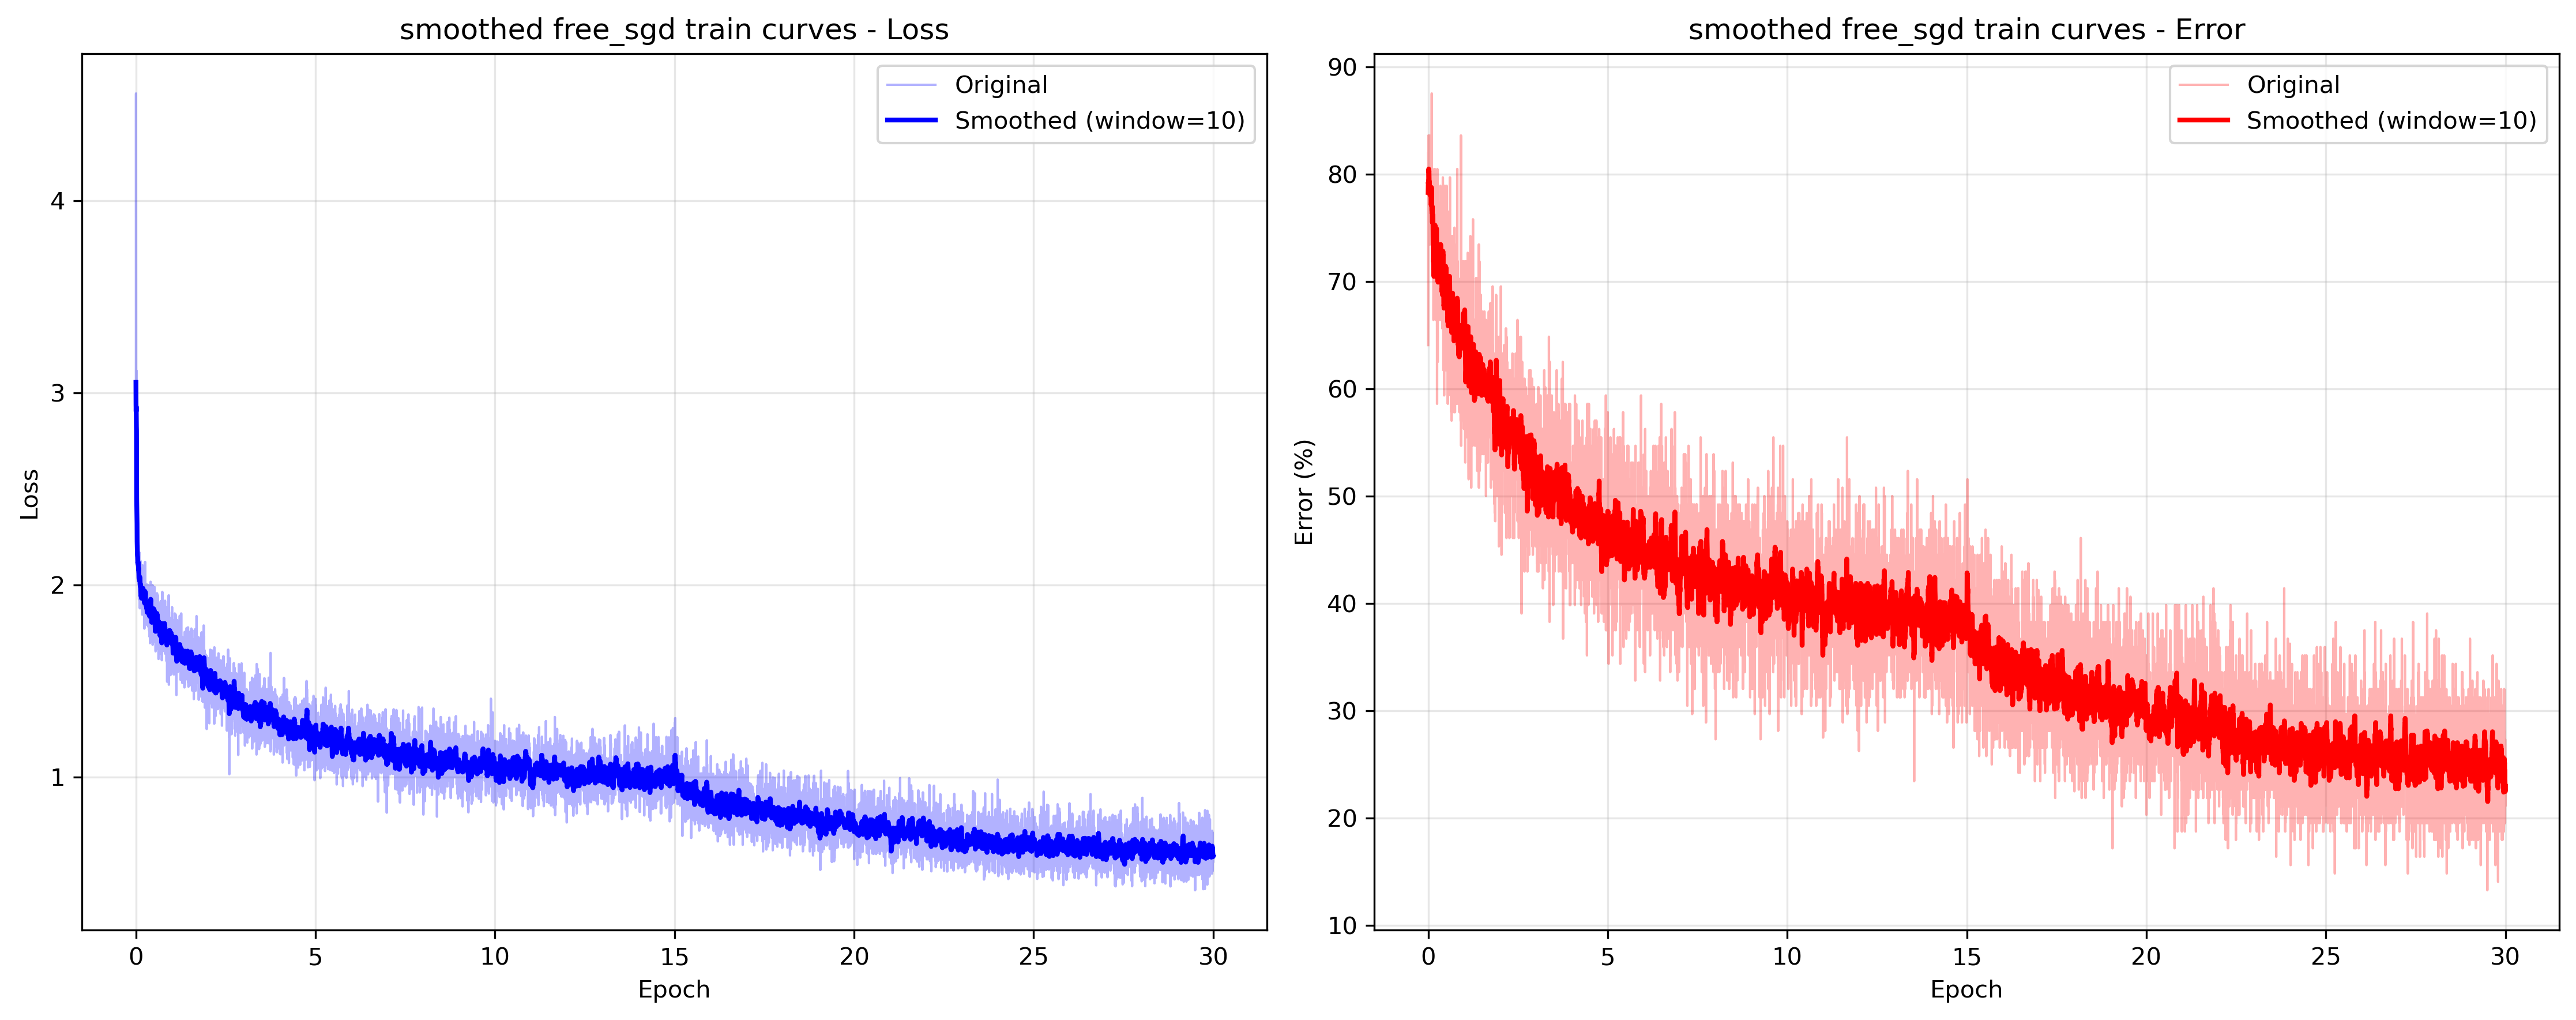 smoothed free_sgd train curves - Loss
Original
Smoothed (window=10)
4
3
2
1
Loss
0 5 10 15 20 25 30
Epoch
smoothed free_sgd train curves - Error
Original
Smoothed (window=10)
90
80
70
60
50
40
30
20
10
Error (%)
0 5 10 15 20 25 30
Epoch